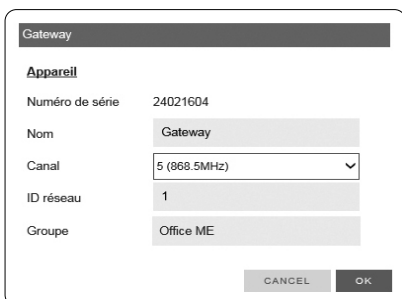 Gateway
Appareil
Numéro de série 24021604
Nom Gateway
Canal 5 (868.5MHz)
ID réseau 1
Groupe Office ME
CANCEL OK